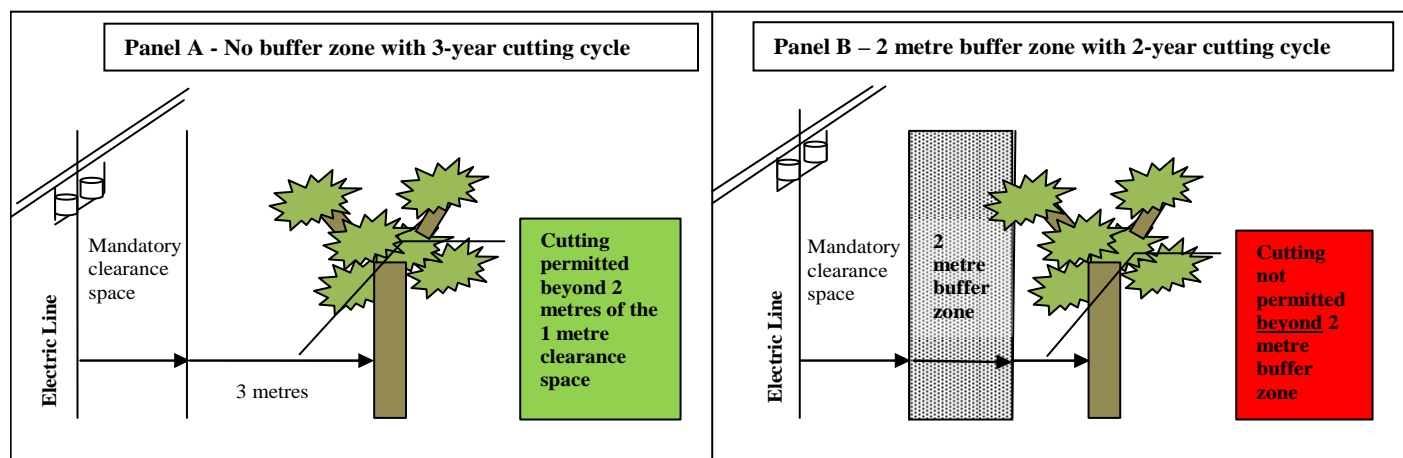 Panel A - No buffer zone with 3-year cutting cycle
Mandatory
clearance
space
Electric Line
3 metres
Cutting
permitted
beyond 2
metres of the
1 metre
clearance
space
Panel B – 2 metre buffer zone with 2-year cutting cycle
Mandatory
clearance
space
Electric Line
2
metre
buffer
zone
Cutting
not
permitted
beyond 2
metre
buffer
zone